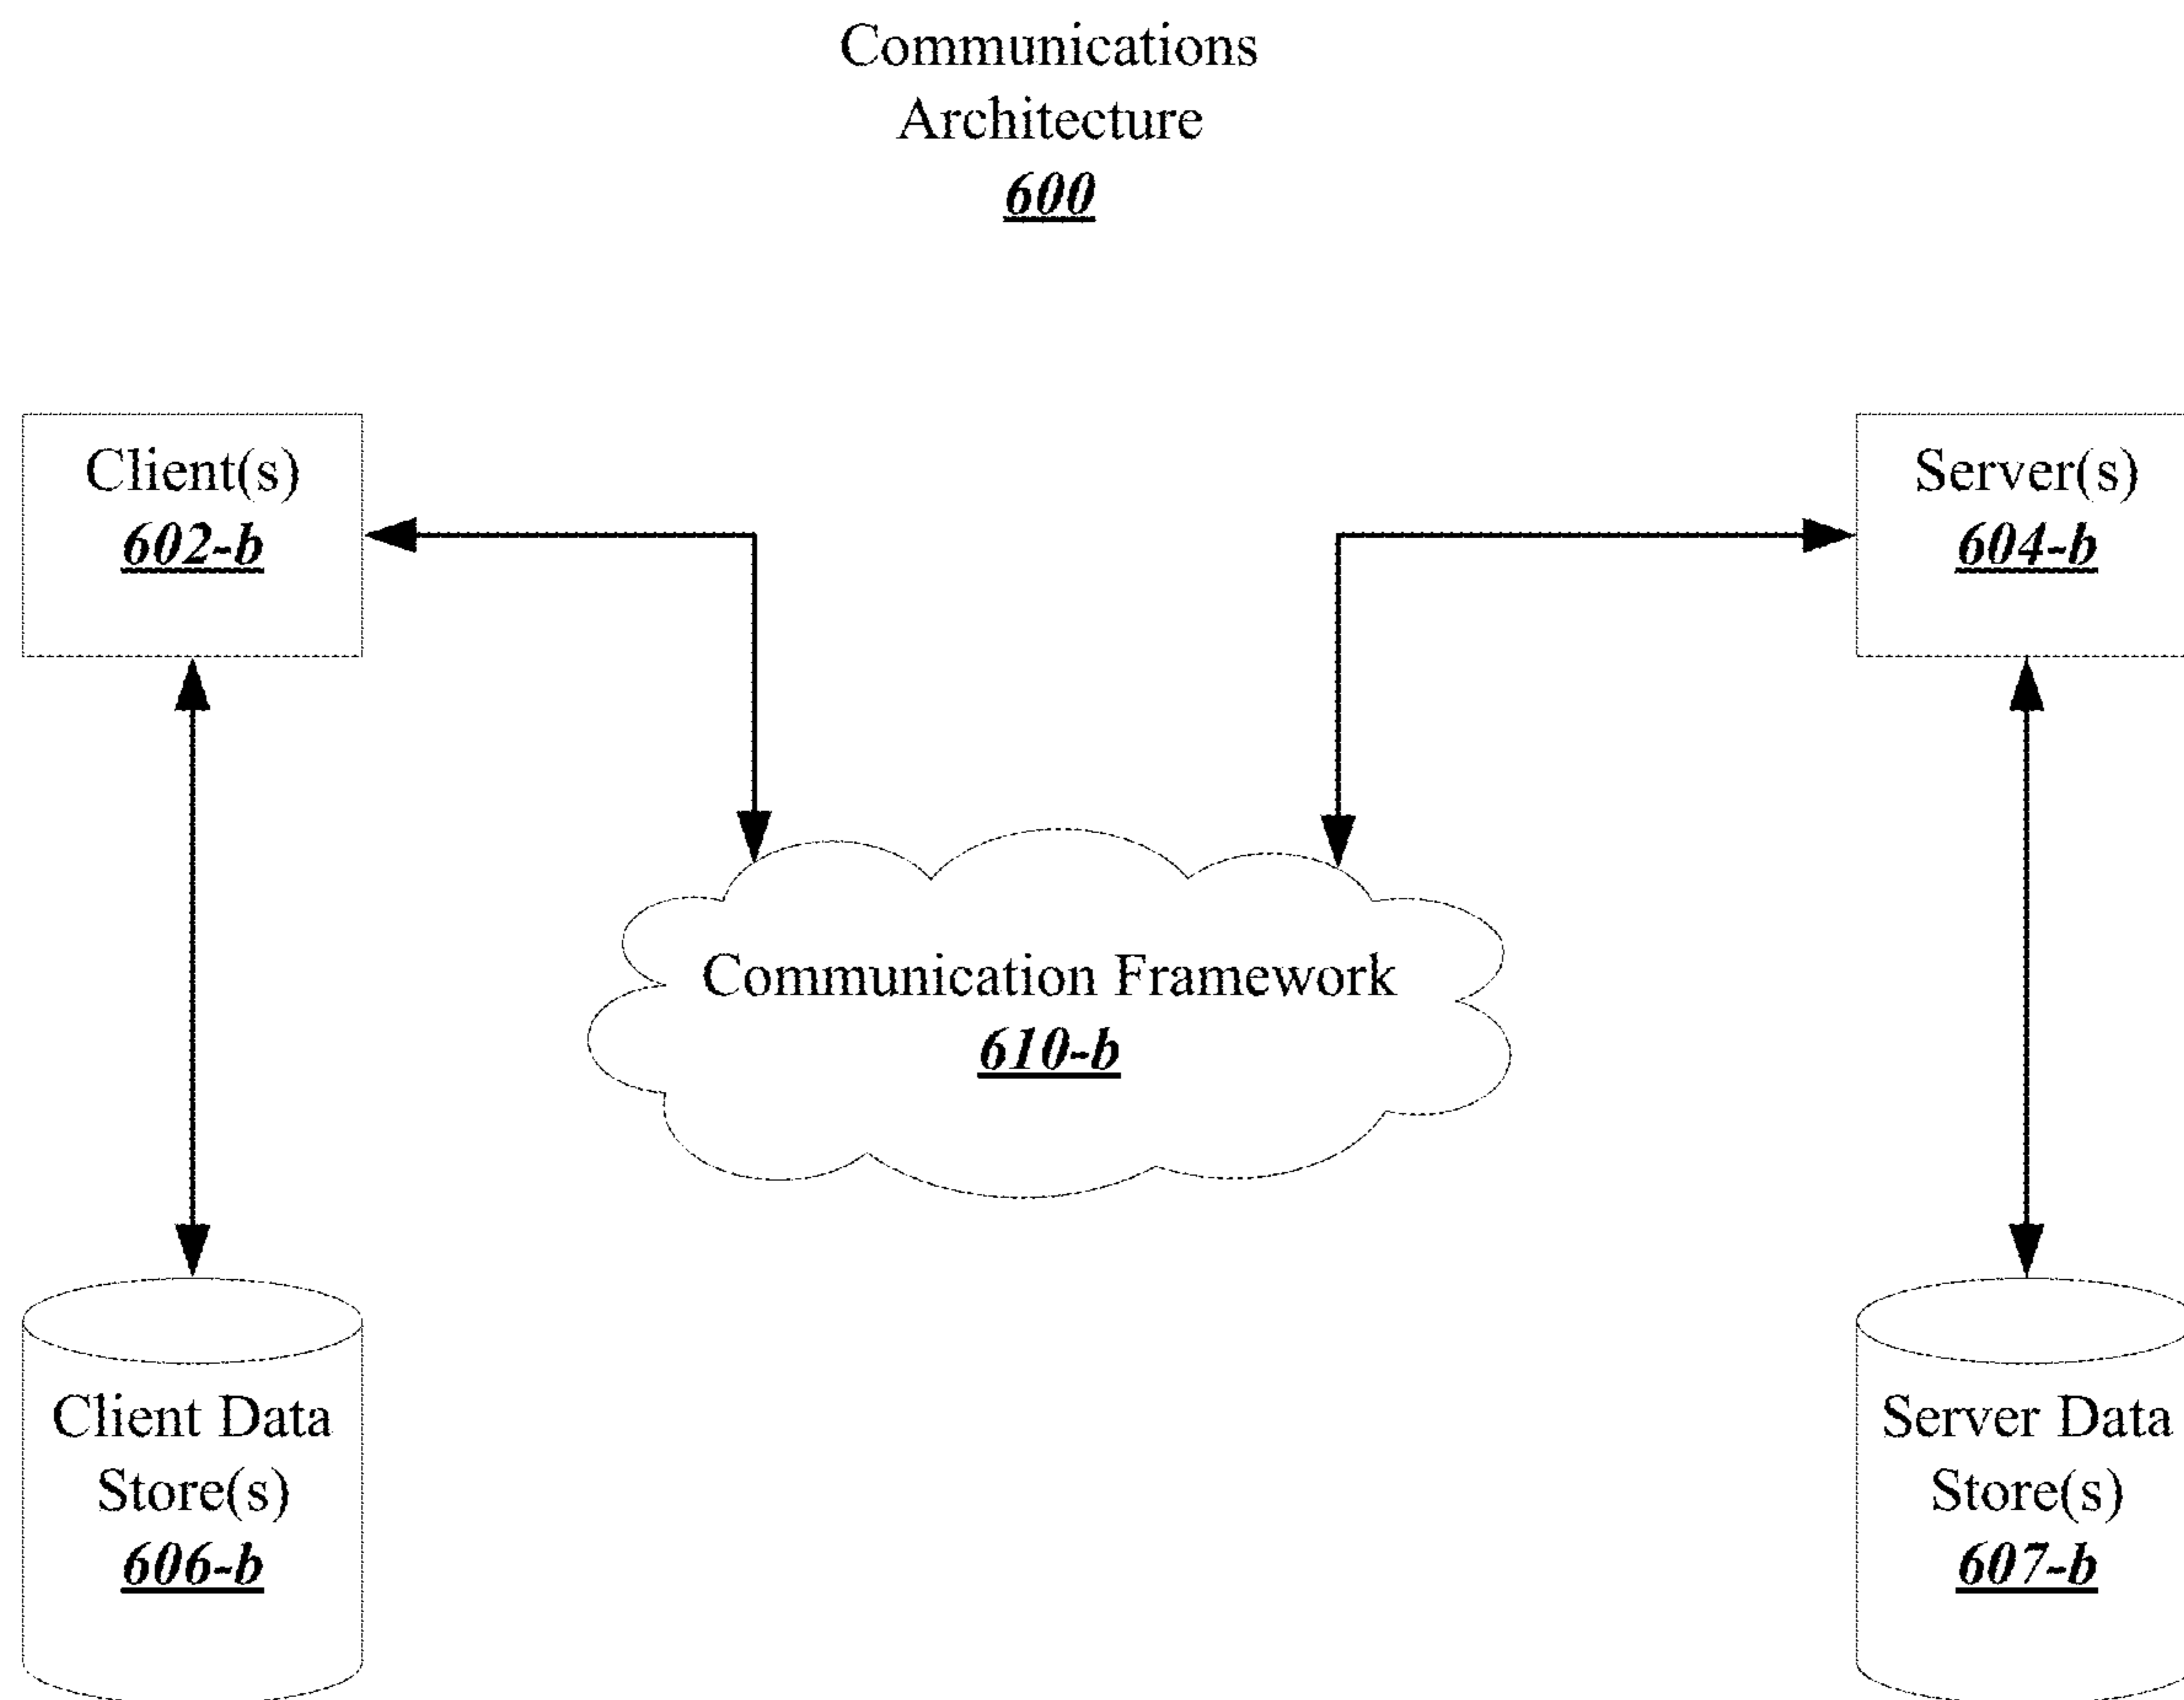 Communications
Architecture
600
Client(s)
602-b
Server(s)
604-b
Communication Framework
610-b
Client Data
Store(s)
606-b
Server Data
Store(s)
607-b